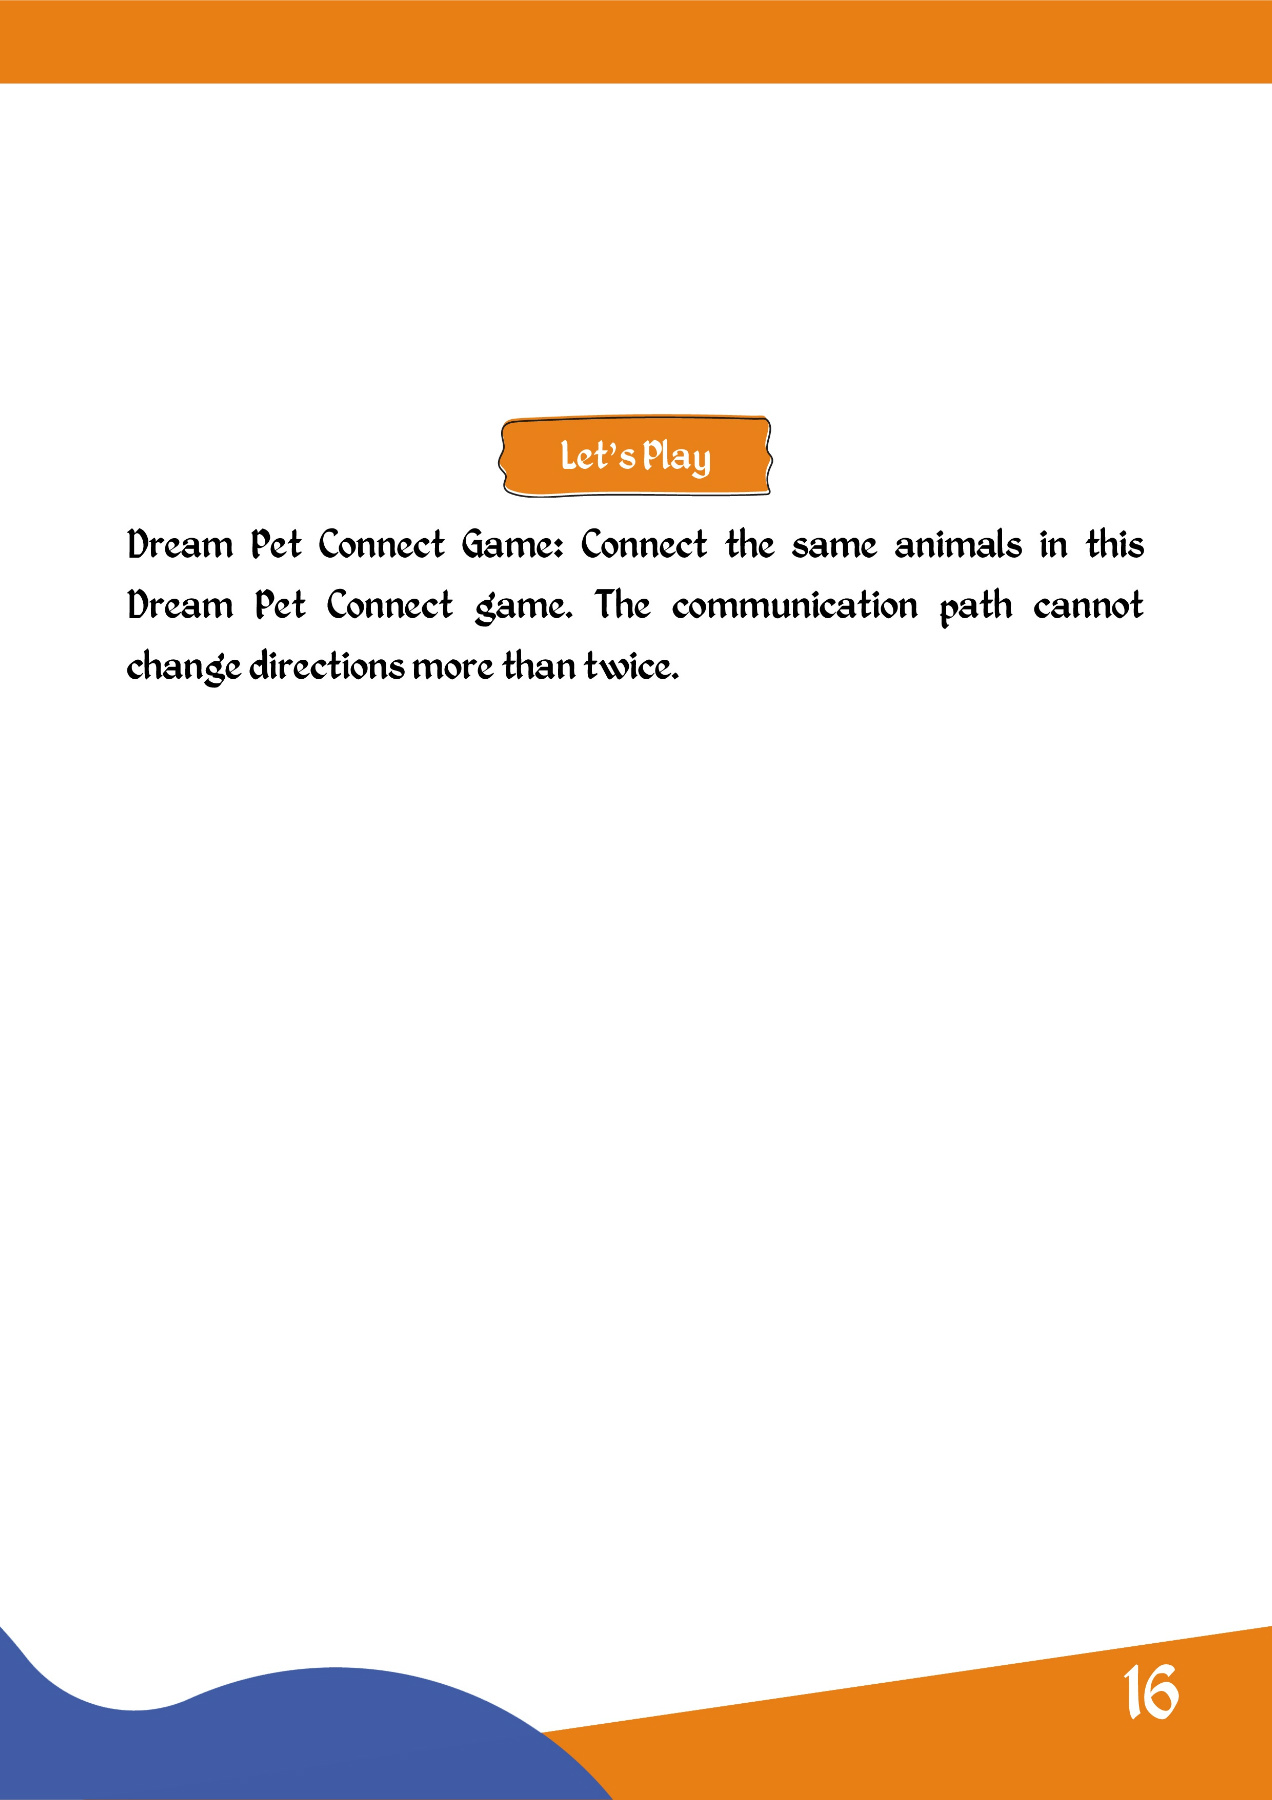 Let's Play
Dream Pet Connect Game: Connect the same animals in this
Dream Pet Connect game. The communication path cannot
change directions more than twice.
16